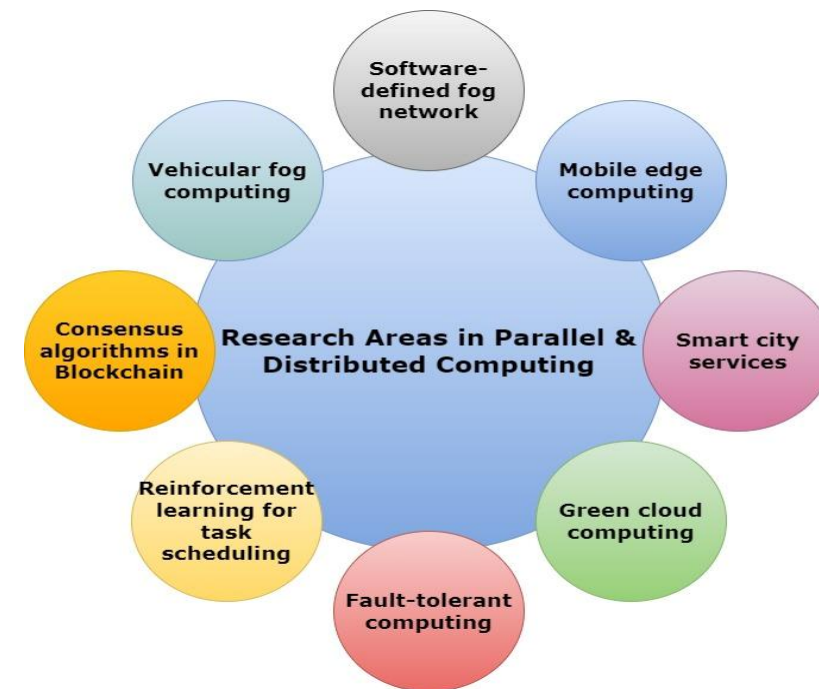 Software-
defined fog
network
Mobile edge
computing
Smart city
services
Green cloud
computing
Fault-tolerant
computing
Reinforcement
learning for
task
scheduling
Consensus
algorithms in
Blockchain
Vehicular fog
computing
Research Areas in Parallel &
Distributed Computing